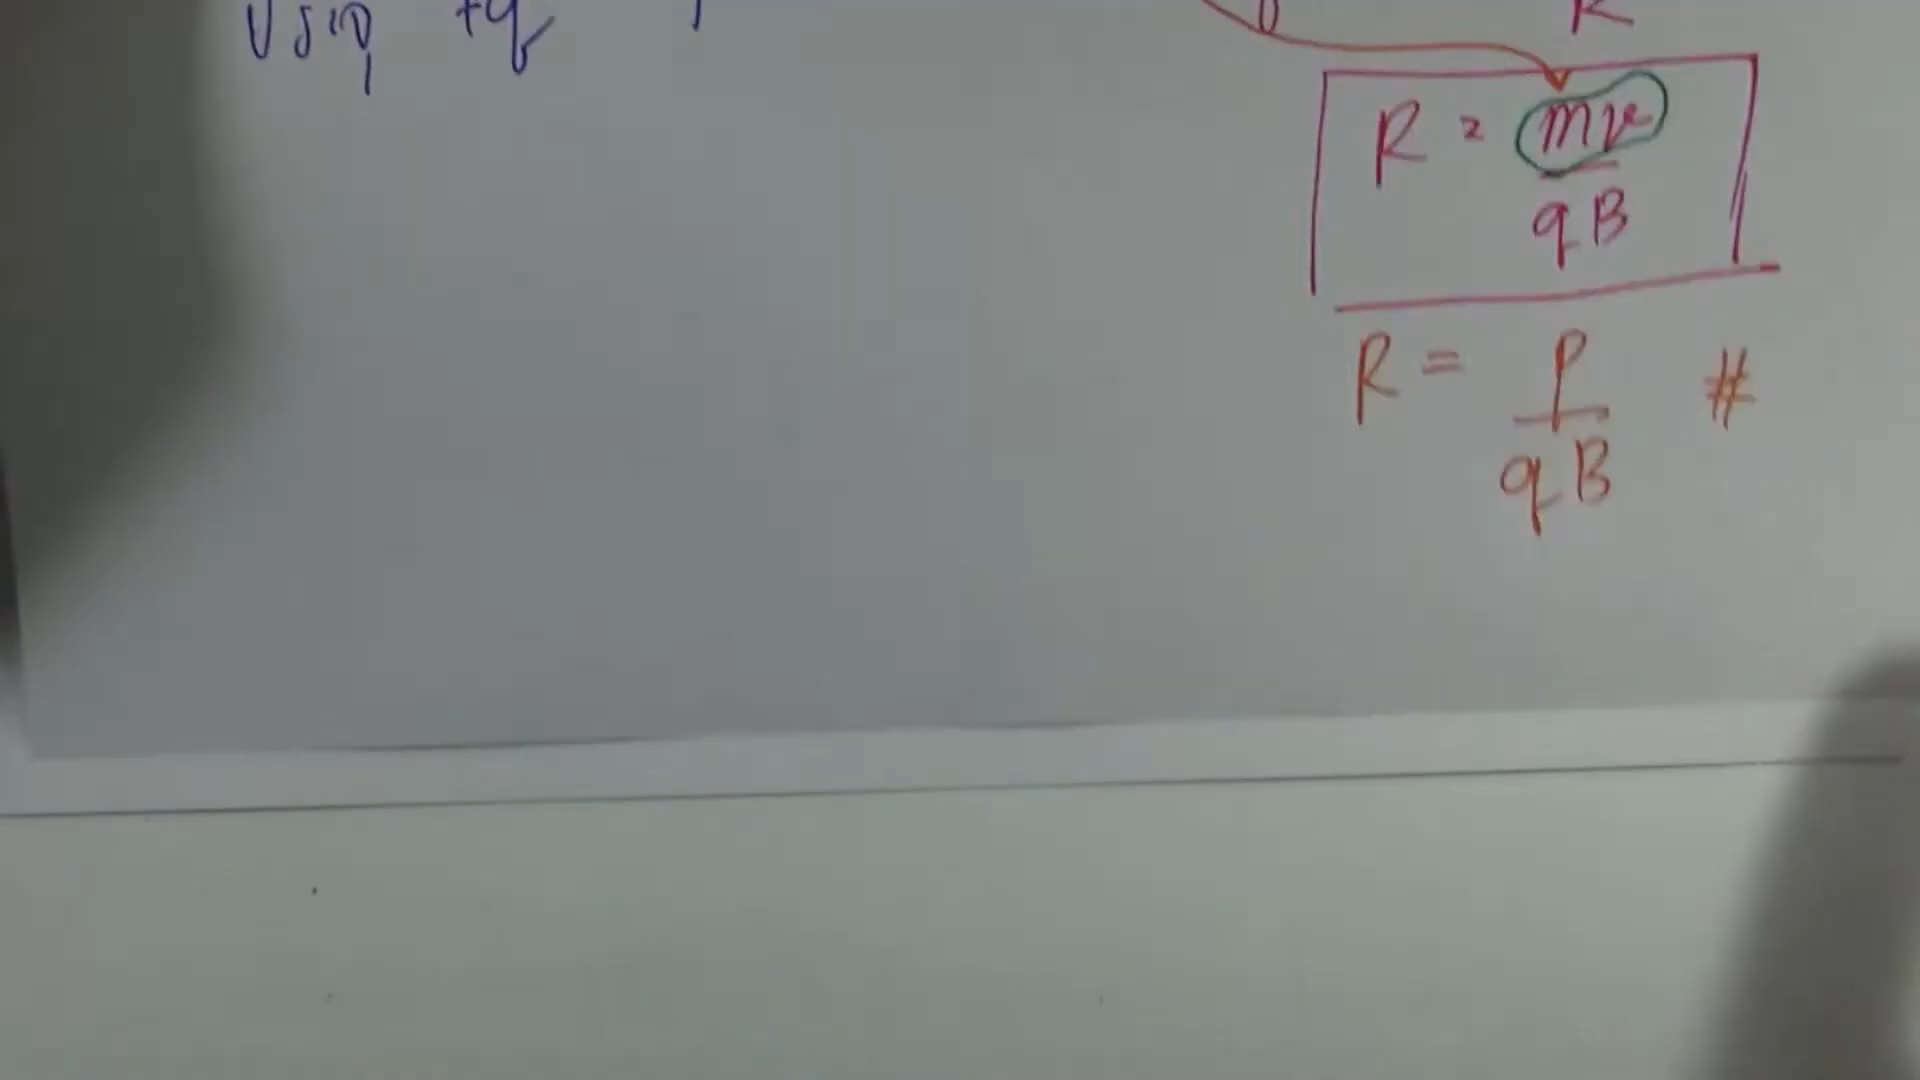 +q
R
R = mv
qB
R = P #
qB